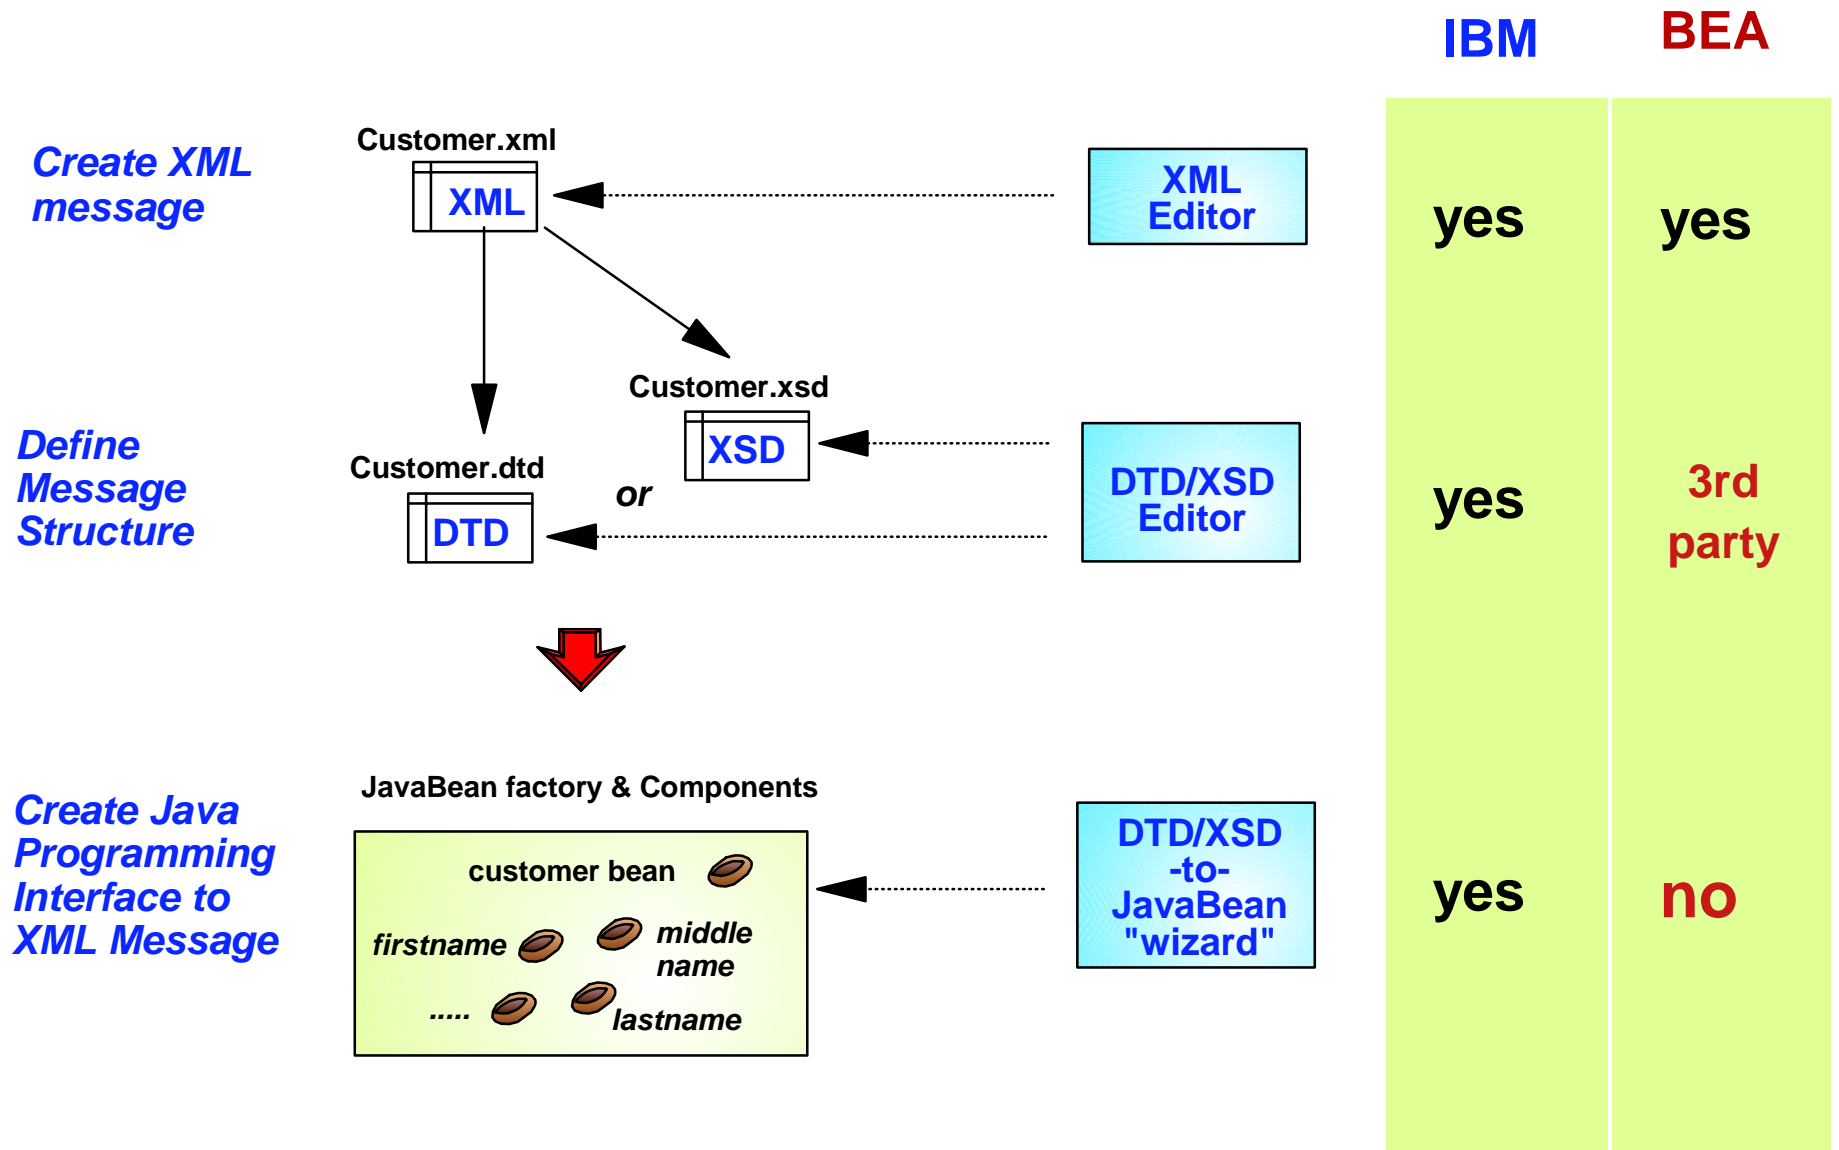 IBM
BEA
Create XML
message
Customer.xml
XML
XML
Editor
yes
yes
Define
Message
Structure
Customer.xsd
XSD
Customer.dtd
DTD
or
DTD/XSD
Editor
yes
3rd
party
Create Java
Programming
Interface to
XML Message
JavaBean factory & Components
customer bean
firstname
middle
name
.....
lastname
DTD/XSD
-to-
JavaBean
"wizard"
yes
no